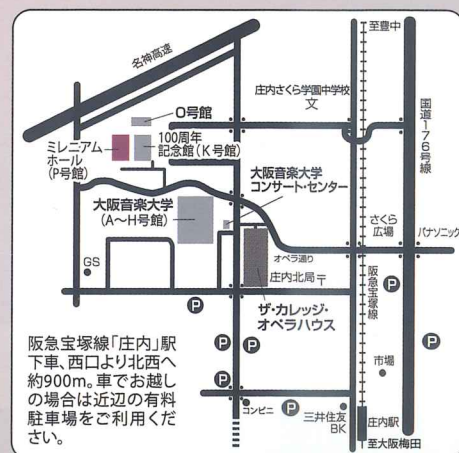 至豊中
名神高速
庄内さくら学園中学校
文
国道176号線
O号館
ミレニアム
ホール
(P号館)
100周年
記念館(K号館)
大阪音楽大学
コンサート・センター
大阪音楽大学
(A〜H号館)
さくら
広場
パナソニック
オペラ通り
GS
庄内北局〒
阪急宝塚線
ザ・カレッジ・
オペラハウス
P
P
P
P
P
P
P
市場
阪急宝塚線「庄内」駅
下車、西口より北西へ
約900m。車でお越し
の場合は近辺の有料
駐車場をご利用くだ
さい。
コンビニ
三井住友
BK
庄内駅
至大阪梅田